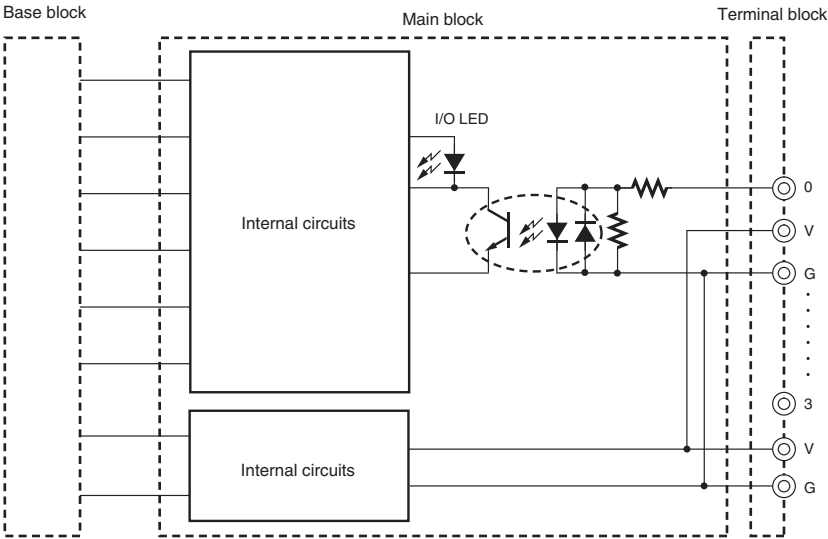 Base block
Main block
Terminal block
I/O LED
Internal circuits
0
V
G
3
V
G
Internal circuits